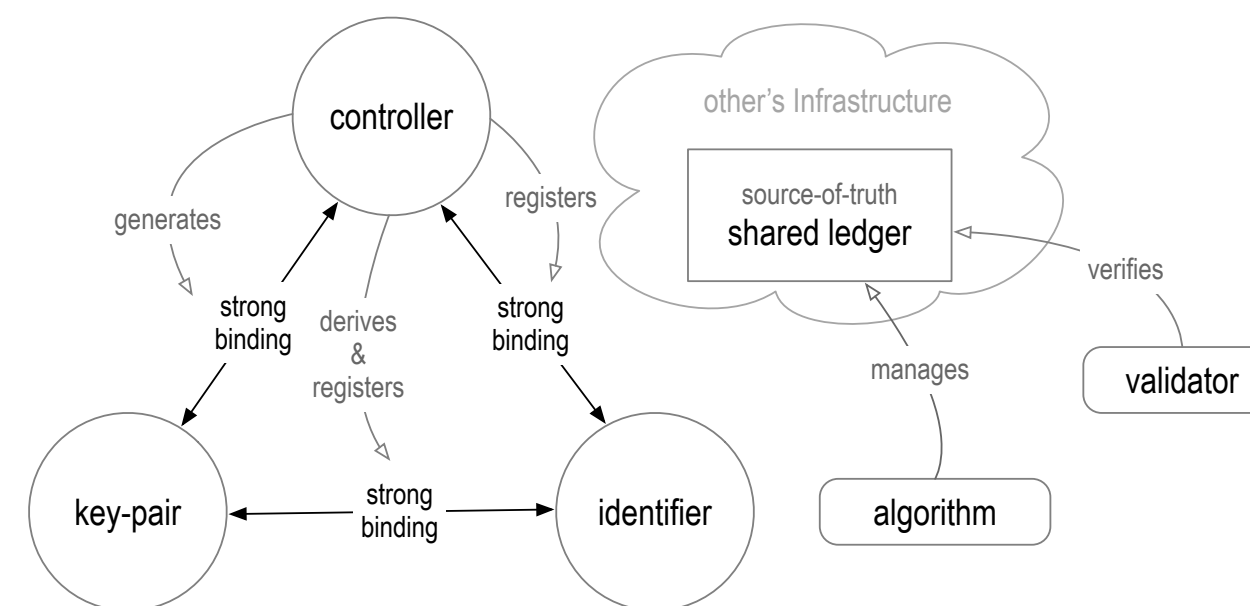 controller
other’s Infrastructure
source-of-truth
shared ledger
registers
generates
verifies
strong
binding
derives
&
registers
strong
binding
manages
validator
key-pair
strong
binding
identifier
algorithm